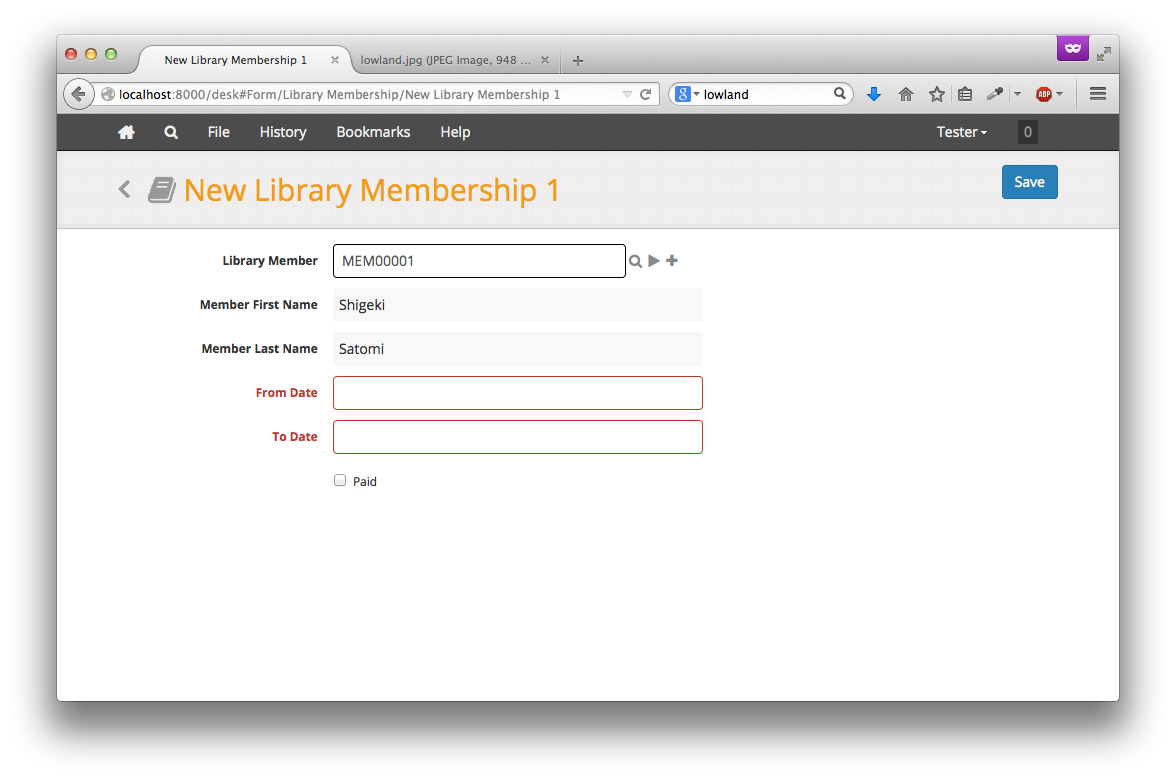 New Library Membership 1
lowland.jpg (JPEG Image, 948 ...
localhost:8000/desk#Form/Library Membership/New Library Membership 1
8 lowland
ABP
File History Bookmarks Help Tester 0
New Library Membership 1
Save
Library Member MEM00001
Member First Name Shigeki
Member Last Name Satomi
From Date
To Date
Paid